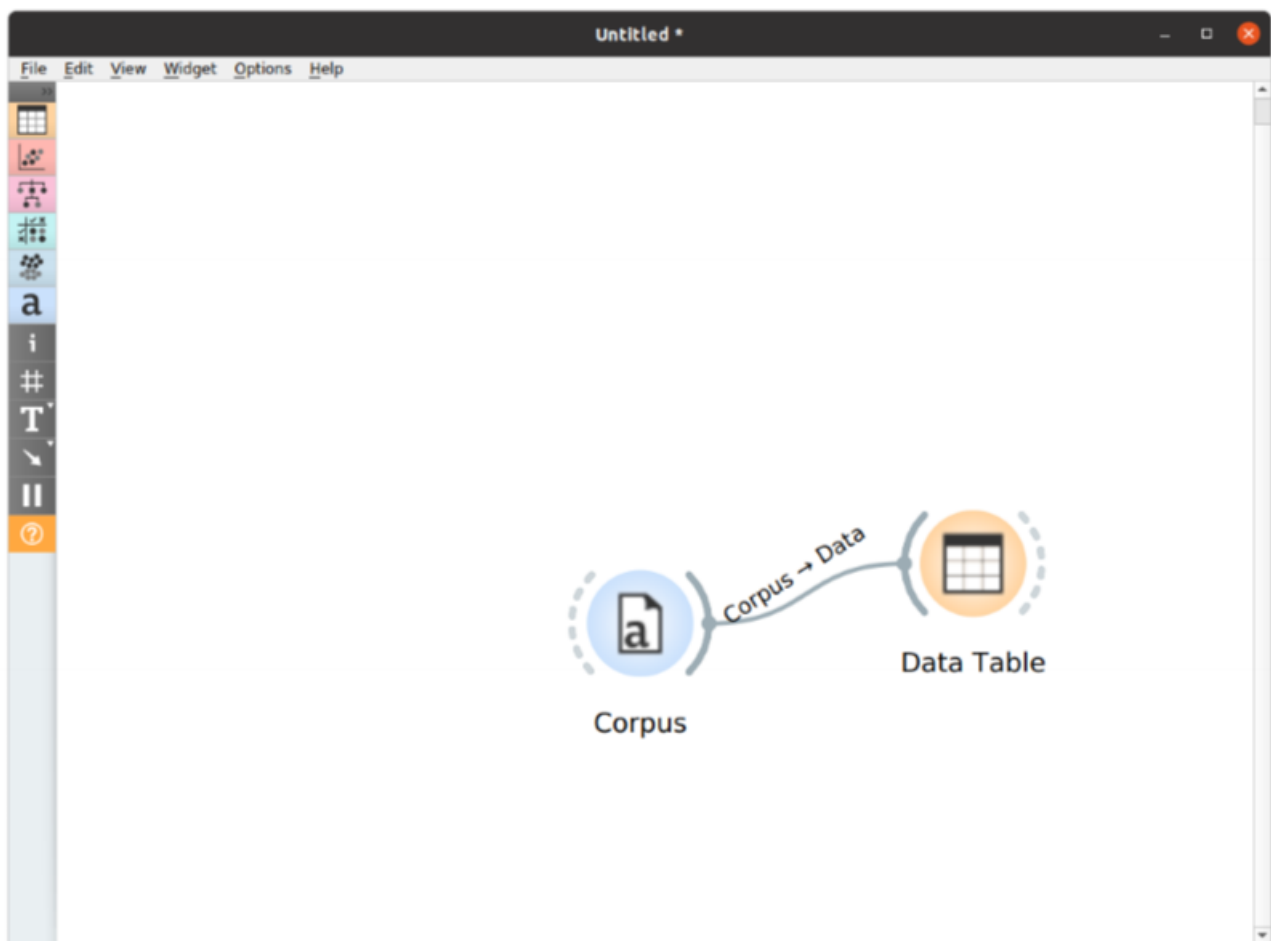 Untitled *
File Edit View Widget Options Help
a
i
#
T
?
Corpus → Data
a
Data Table
Corpus